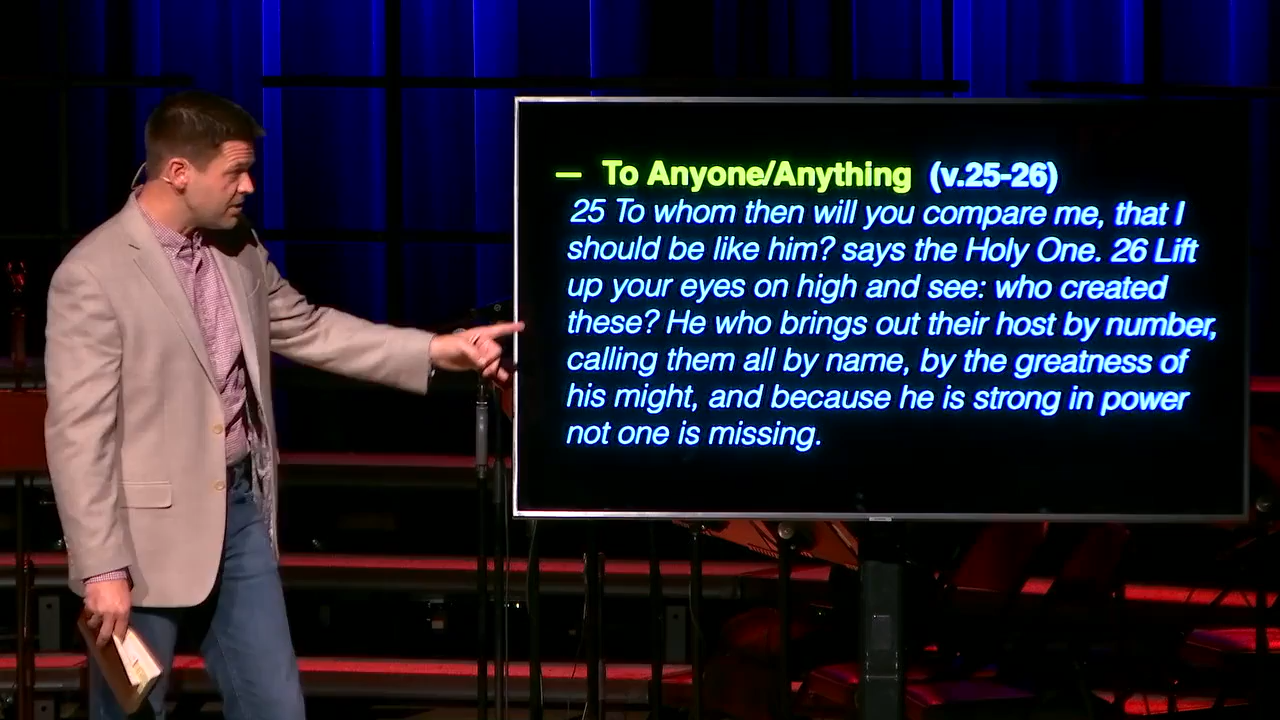 — To Anyone/Anything (v.25-26)
25 To whom then will you compare me, that I
should be like him? says the Holy One. 26 Lift
up your eyes on high and see: who created
these? He who brings out their host by number,
calling them all by name, by the greatness of
his might, and because he is strong in power
not one is missing.